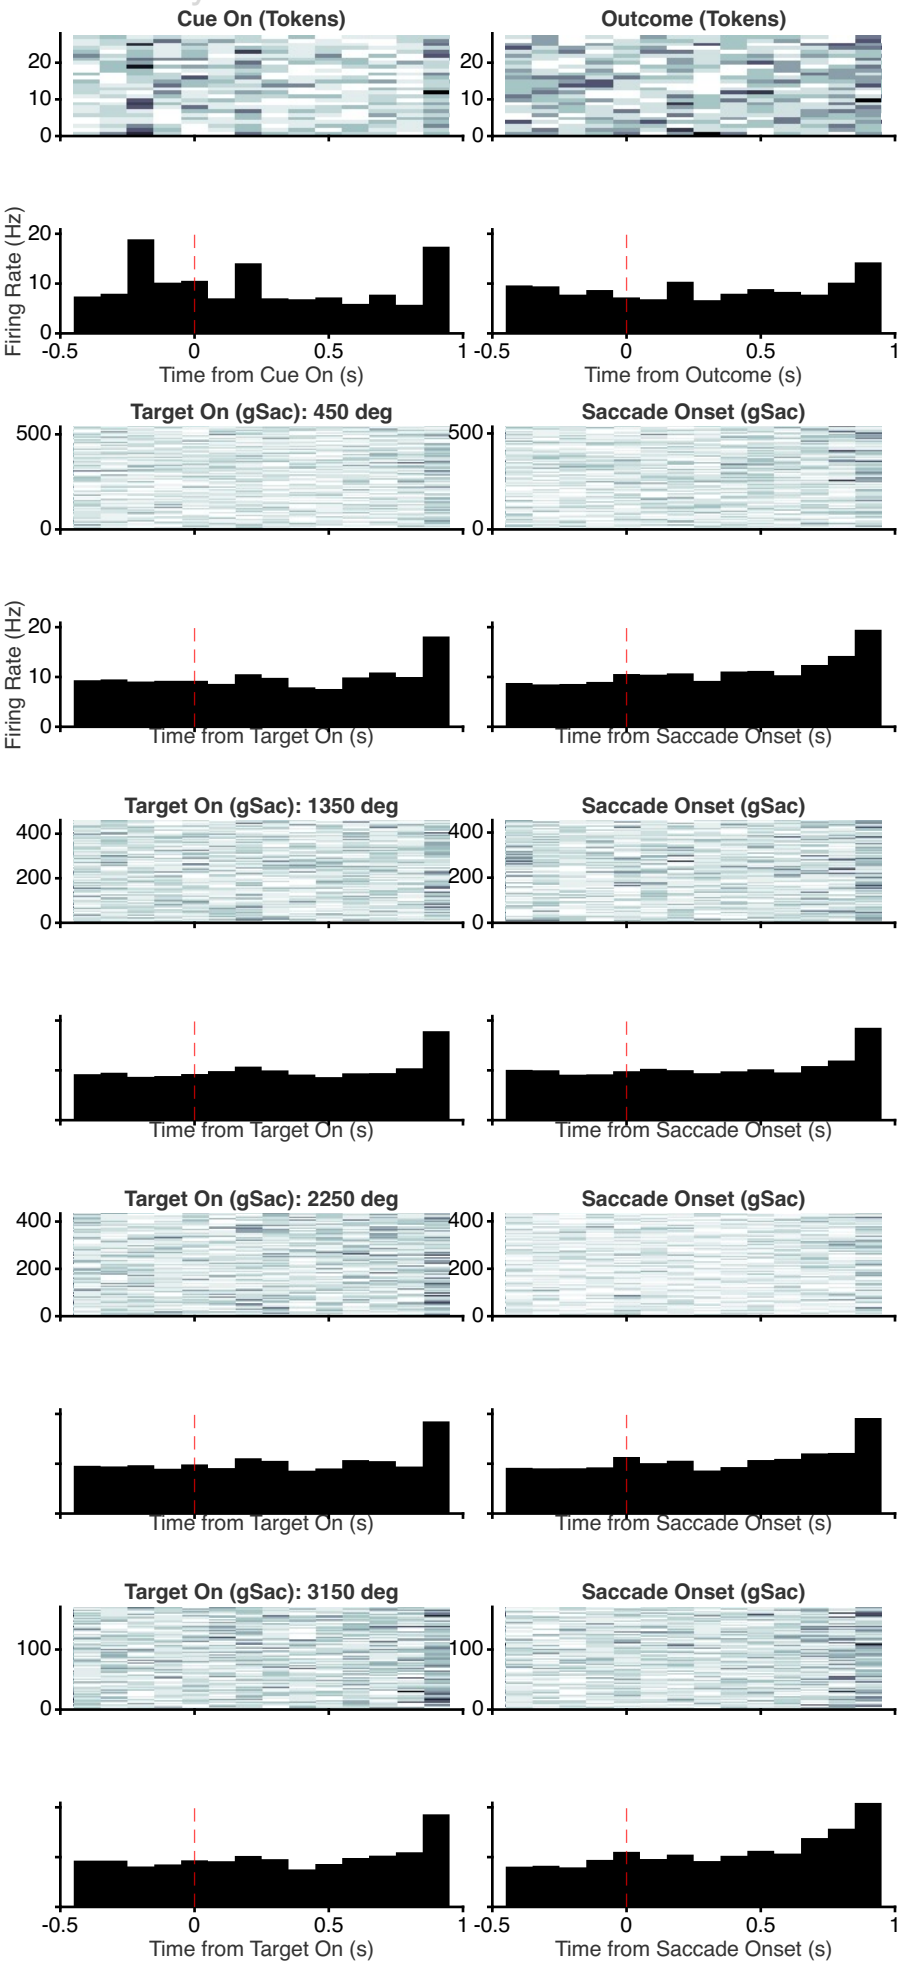 Cue On (Tokens)
Outcome (Tokens)
20
10
0
20
10
0
Firing Rate (Hz)
20
10
0
-0.5
0
0.5
1
-0.5
0
0.5
1
Time from Cue On (s)
Time from Outcome (s)
Target On (gSac): 450 deg
Saccade Onset (gSac)
500
0
500
0
Firing Rate (Hz)
20
10
0
Time from Target On (s)
Time from Saccade Onset (s)
Target On (gSac): 1350 deg
Saccade Onset (gSac)
400
200
0
400
200
0
Time from Target On (s)
Time from Saccade Onset (s)
Target On (gSac): 2250 deg
Saccade Onset (gSac)
400
200
0
400
200
0
Time from Target On (s)
Time from Saccade Onset (s)
Target On (gSac): 3150 deg
Saccade Onset (gSac)
100
0
100
0
-0.5
0
0.5
1
-0.5
0
0.5
1
Time from Target On (s)
Time from Saccade Onset (s)